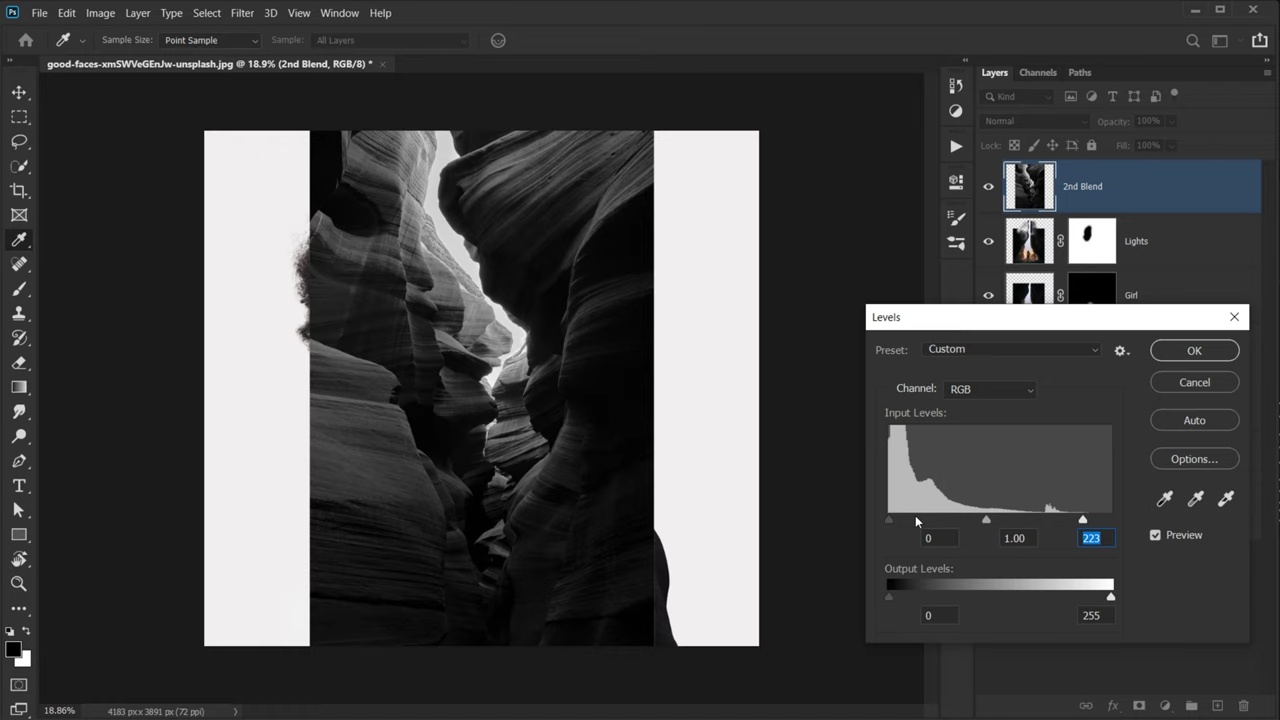 Ps File Edit Image Layer Type Select Filter 3D View Window Help
Sample Size: Point Sample Sample: All Layers
good-faces-xmSWVeGEnJw-unsplash.jpg @ 18.9% (2nd Blend, RGB/8) *
Layers Channels Paths
Kind
Normal Opacity: 100%
Lock: Fill: 100%
2nd Blend
Lights
Girl
Levels
Preset: Custom
OK
Channel: RGB
Cancel
Input Levels:
Auto
Options...
0 1.00 223
Preview
Output Levels:
0 255
18.86% 4183 px x 3891 px (72 ppi)
fx